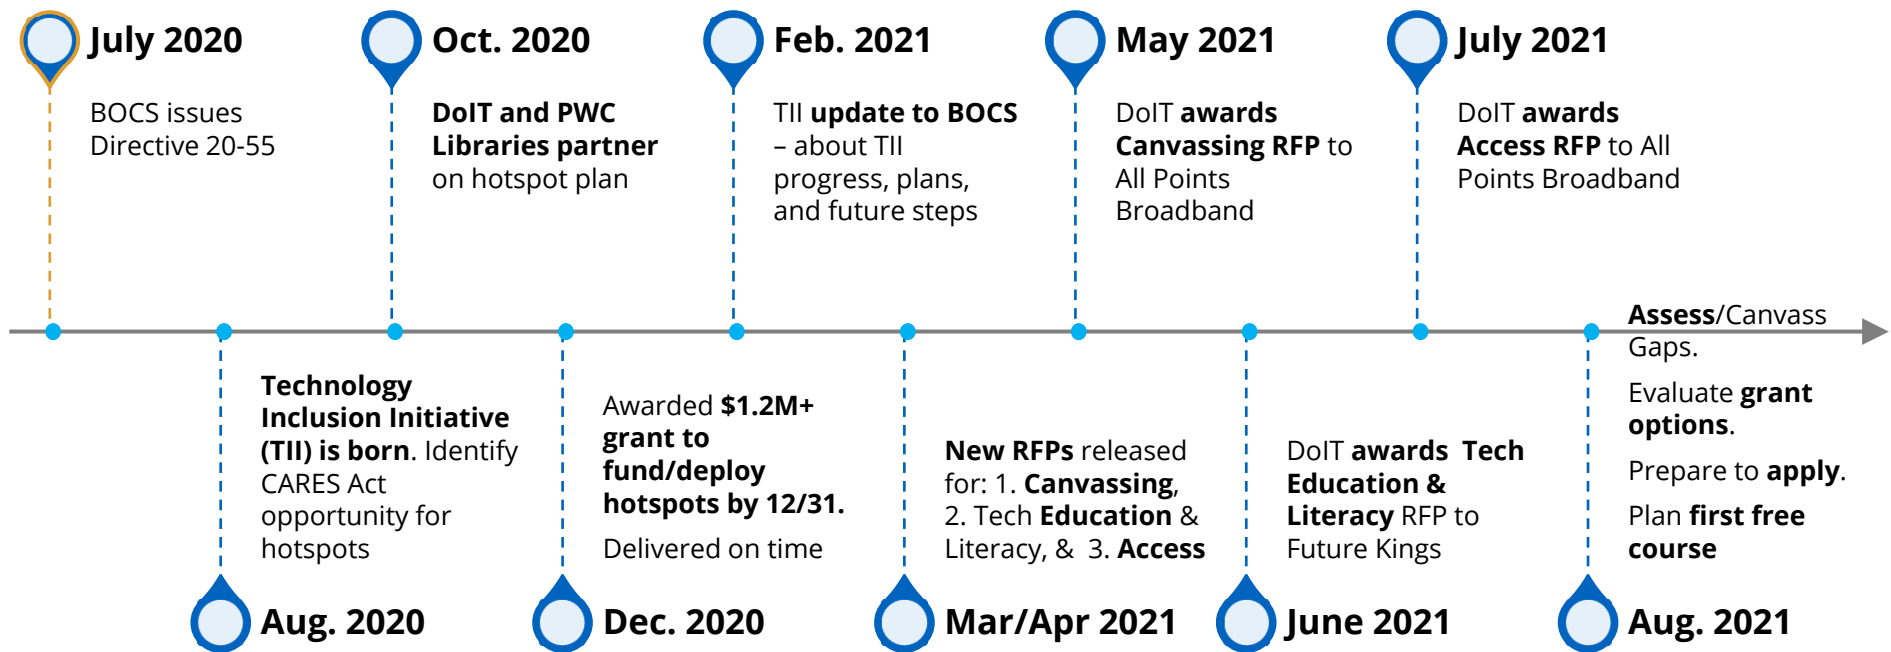 July 2020
BOCS issues
Directive 20-55
Oct. 2020
DoIT and PWC
Libraries partner
on hotspot plan
Feb. 2021
TII update to BOCS
– about TII
progress, plans,
and future steps
May 2021
DoIT awards
Canvassing RFP to
All Points
Broadband
July 2021
DoIT awards
Access RFP to All
Points Broadband
Technology
Inclusion Initiative
(TII) is born. Identify
CARES Act
opportunity for
hotspots
Aug. 2020
Awarded $1.2M+
grant to
fund/deploy
hotspots by 12/31.
Delivered on time
Dec. 2020
New RFPs released
for: 1. Canvassing,
2. Tech Education &
Literacy, & 3. Access
Mar/Apr 2021
DoIT awards Tech
Education &
Literacy RFP to
Future Kings
June 2021
Assess/Canvass
Gaps.
Evaluate grant
options.
Prepare to apply.
Plan first free
course
Aug. 2021